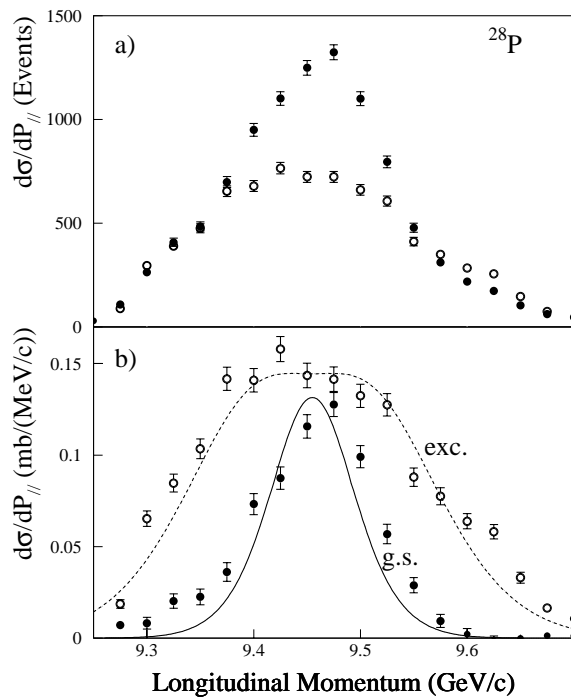 a)
²⁸P
dσ/dP// (Events)
1500
1000
500
0
b)
dσ/dP// (mb/(MeV/c))
0.15
0.1
0.05
0
exc.
g.s.
9.3 9.4 9.5 9.6
Longitudinal Momentum (GeV/c)